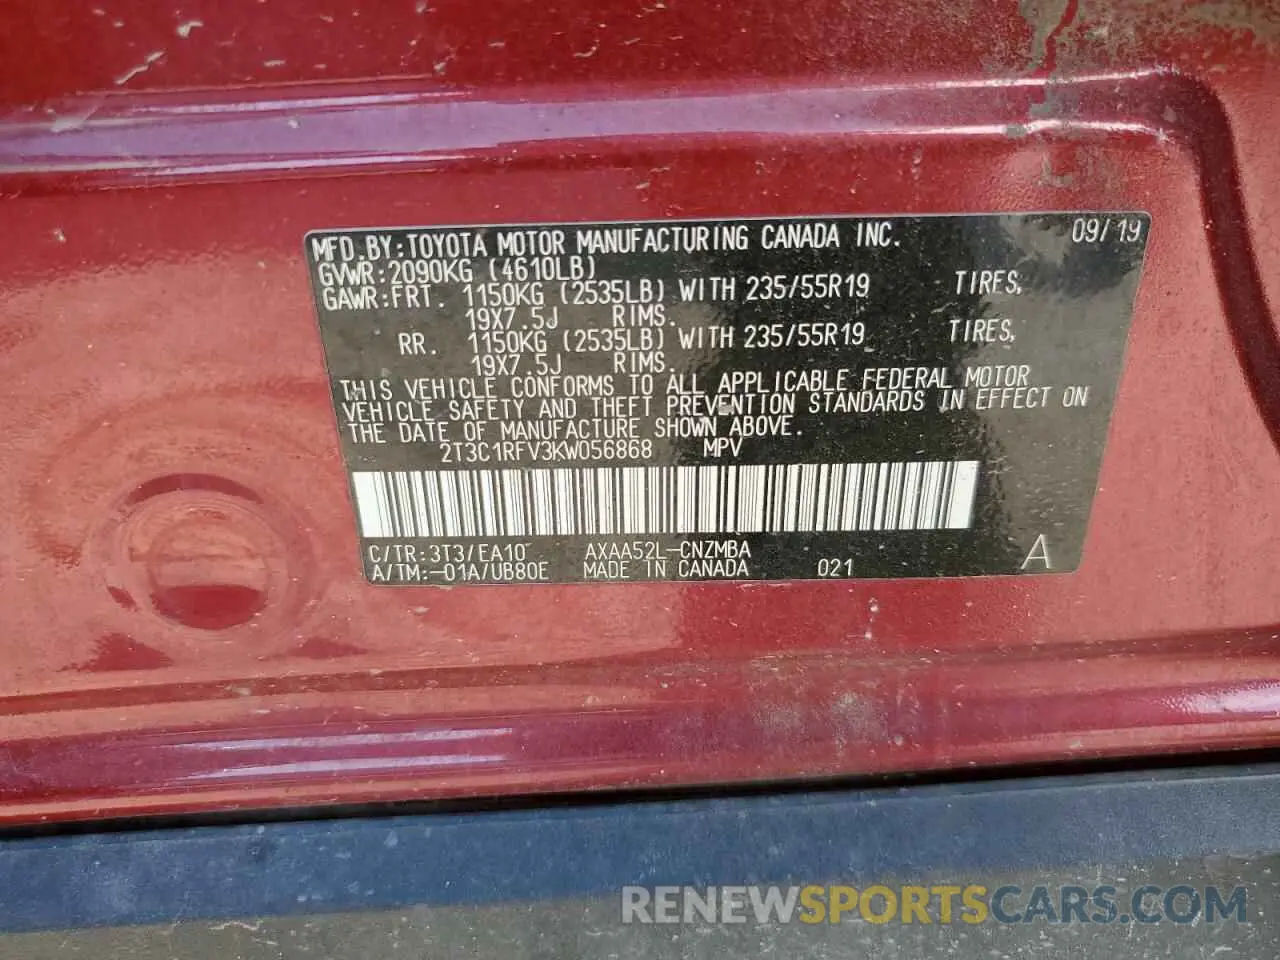 MFD.BY:TOYOTA MOTOR MANUFACTURING CANADA INC. 09/19
GVWR:2090KG (4610LB)
GAWR:FRT. 1150KG (2535LB) WITH 235/55R19 TIRES,
19X7.5J RIMS.
RR. 1150KG (2535LB) WITH 235/55R19 TIRES,
19X7.5J RIMS.
THIS VEHICLE CONFORMS TO ALL APPLICABLE FEDERAL MOTOR
VEHICLE SAFETY AND THEFT PREVENTION STANDARDS IN EFFECT ON
THE DATE OF MANUFACTURE SHOWN ABOVE.
2T3C1RFV3KW056868 MPV
C/TR:3T3/EA10 AXAA52L-CNZMBA A
A/TM:-01A/UB80E MADE IN CANADA 021
RENEWSPORTSCARS.COM